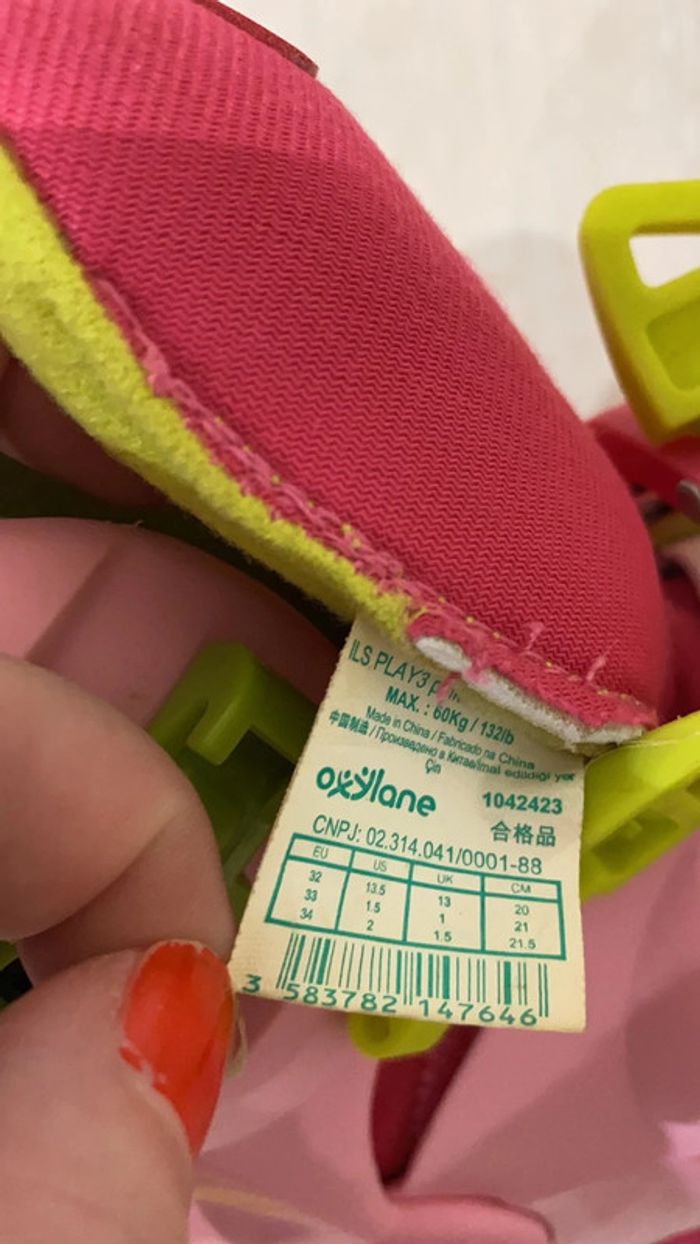 ILS PLAY3
MAX. : 60Kg / 132lb
Made in China / Fabricado na China
中国制造 / Произведено в Китае/Imal edildiği yer
Çin
oxylane 1042423
合格品
CNPJ: 02.314.041/0001-88
EU US UK CM
32 13.5 13 20
33 1.5 1 21
34 2 1.5 21.5
3 583782 147646